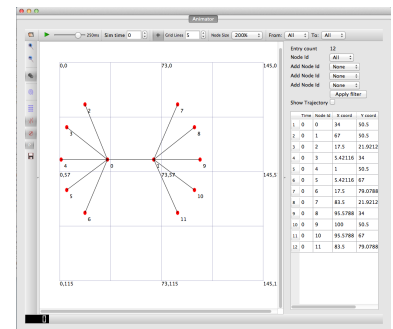 Animator
250ms Sim time 0 Grid Lines 5 Node Size 200% From: All To: All
Entry count 12
Node Id All
Add Node Id None
Add Node Id None
Add Node Id None
Apply filter
Show Trajectory
Time Node Id X coord Y coord
1 0 0 34 50.5
2 0 1 67 50.5
3 0 2 17.5 21.9212
4 0 3 5.42116 34
5 0 4 1 50.5
6 0 5 5.42116 67
7 0 6 17.5 79.0788
8 0 7 83.5 21.9212
9 0 8 95.5788 34
10 0 9 100 50.5
11 0 10 95.5788 67
12 0 11 83.5 79.0788
0,0 73,0 145,0
2 7
3 8
4 0 1 9
0,57 73,57 145,5
5 10
6 11
0,115 73,115 145,1
0